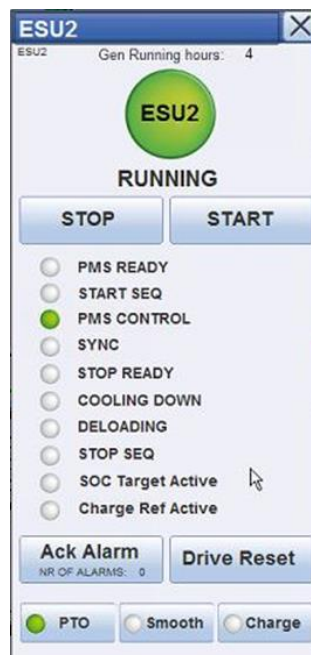 ESU2
ESU2 Gen Running hours: 4
ESU2
RUNNING
STOP START
PMS READY
START SEQ
PMS CONTROL
SYNC
STOP READY
COOLING DOWN
DELOADING
STOP SEQ
SOC Target Active
Charge Ref Active
Ack Alarm Drive Reset
NR OF ALARMS: 0
PTO Smooth Charge